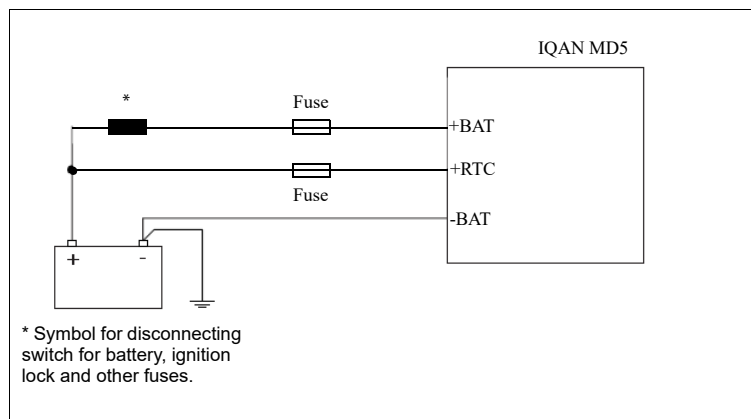 IQAN MD5
*
Fuse
+BAT
+RTC
Fuse
-BAT
+ -
* Symbol for disconnecting
switch for battery, ignition
lock and other fuses.